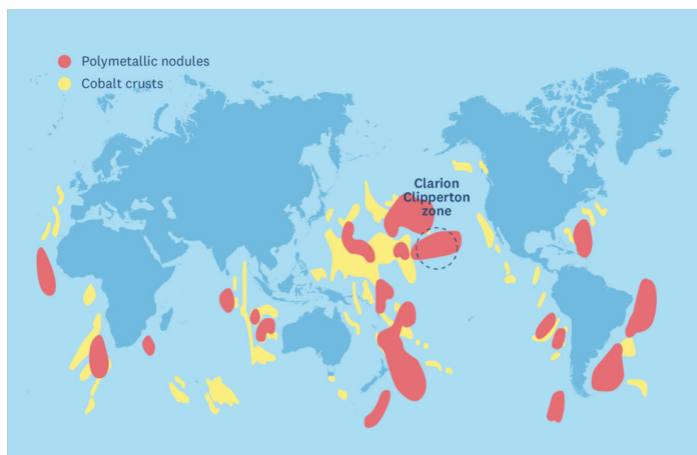 Polymetallic nodules
Cobalt crusts
Clarion
Clipperton
zone